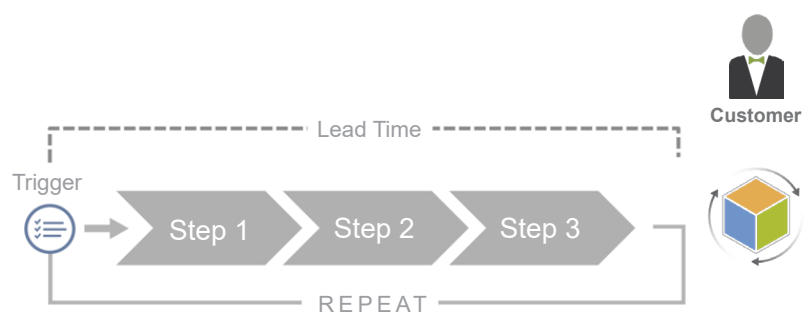 Customer
Lead Time
Trigger
Step 1
Step 2
Step 3
REPEAT